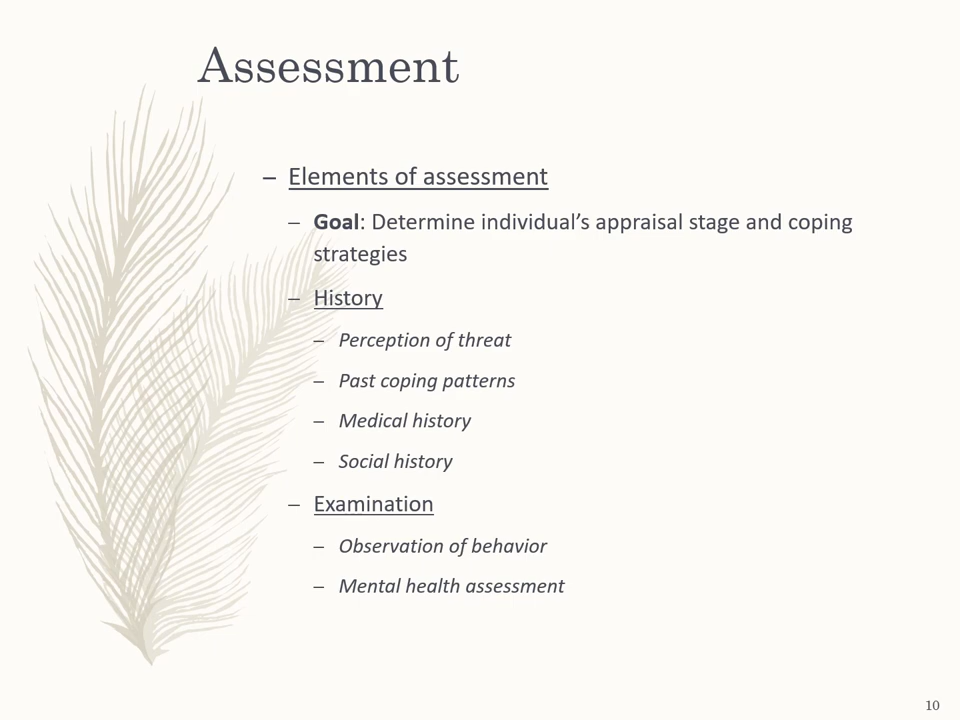 Assessment
– Elements of assessment
– Goal: Determine individual’s appraisal stage and coping
strategies
– History
– Perception of threat
– Past coping patterns
– Medical history
– Social history
– Examination
– Observation of behavior
– Mental health assessment
10